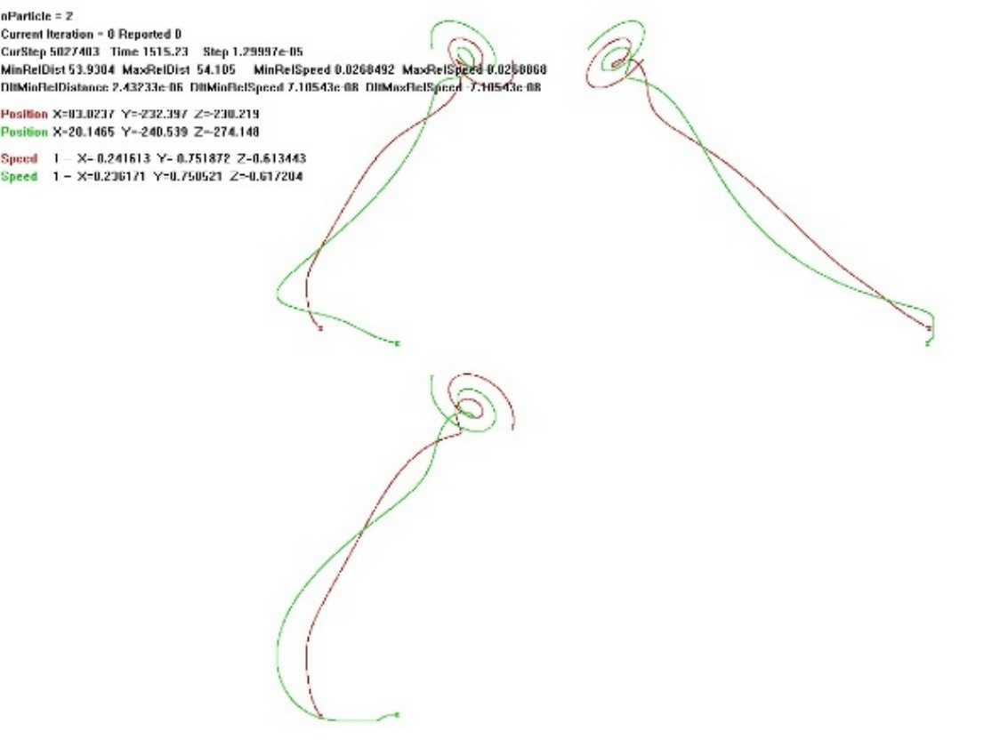 nParticle = 2
Current Iteration = 0 Reported 0
CurStep 5027403 Time 1515.23 Step 1.29997e-05
MinRelDist 53.9304 MaxRelDist 54.105 MinRelSpeed 0.0268492 MaxRelSpeed 0.0268868
DltMinRelDistance 2.43233e-06 DltMinRelSpeed 7.10543e-08 DltMaxRelSpeed -7.10543e-08
Position X=83.0237 Y=-232.397 Z=-230.219
Position X=20.1465 Y=-240.539 Z=-274.148
Speed 1 - X=-0.241613 Y=-0.751872 Z=0.613443
Speed 1 - X=0.236171 Y=0.750521 Z=-0.617204